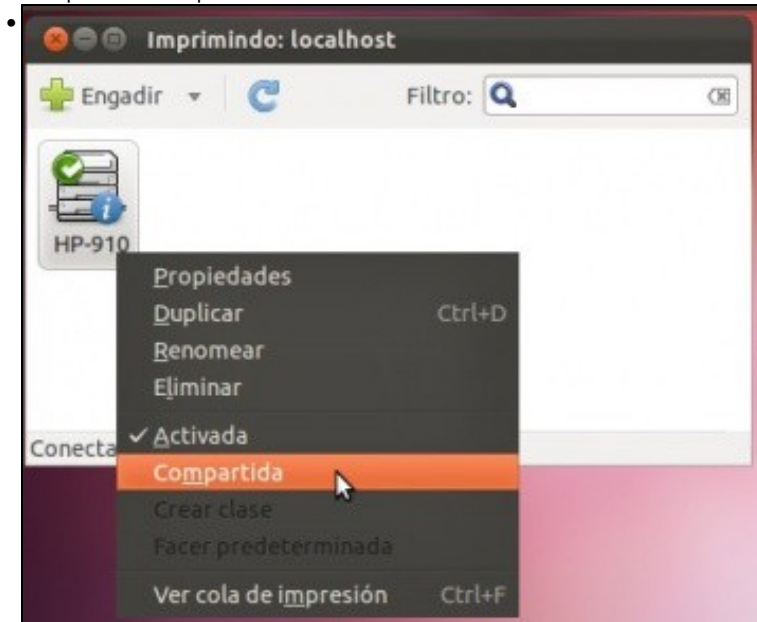 Imprimindo: localhost
Engadir
Filtro:
HP-910
Propiedades
Duplicar Ctrl+D
Renomear
Eliminar
Conecta ✓ Activada
Compartida
Crear clase
Facer predeterminada
Ver cola de impresión Ctrl+F